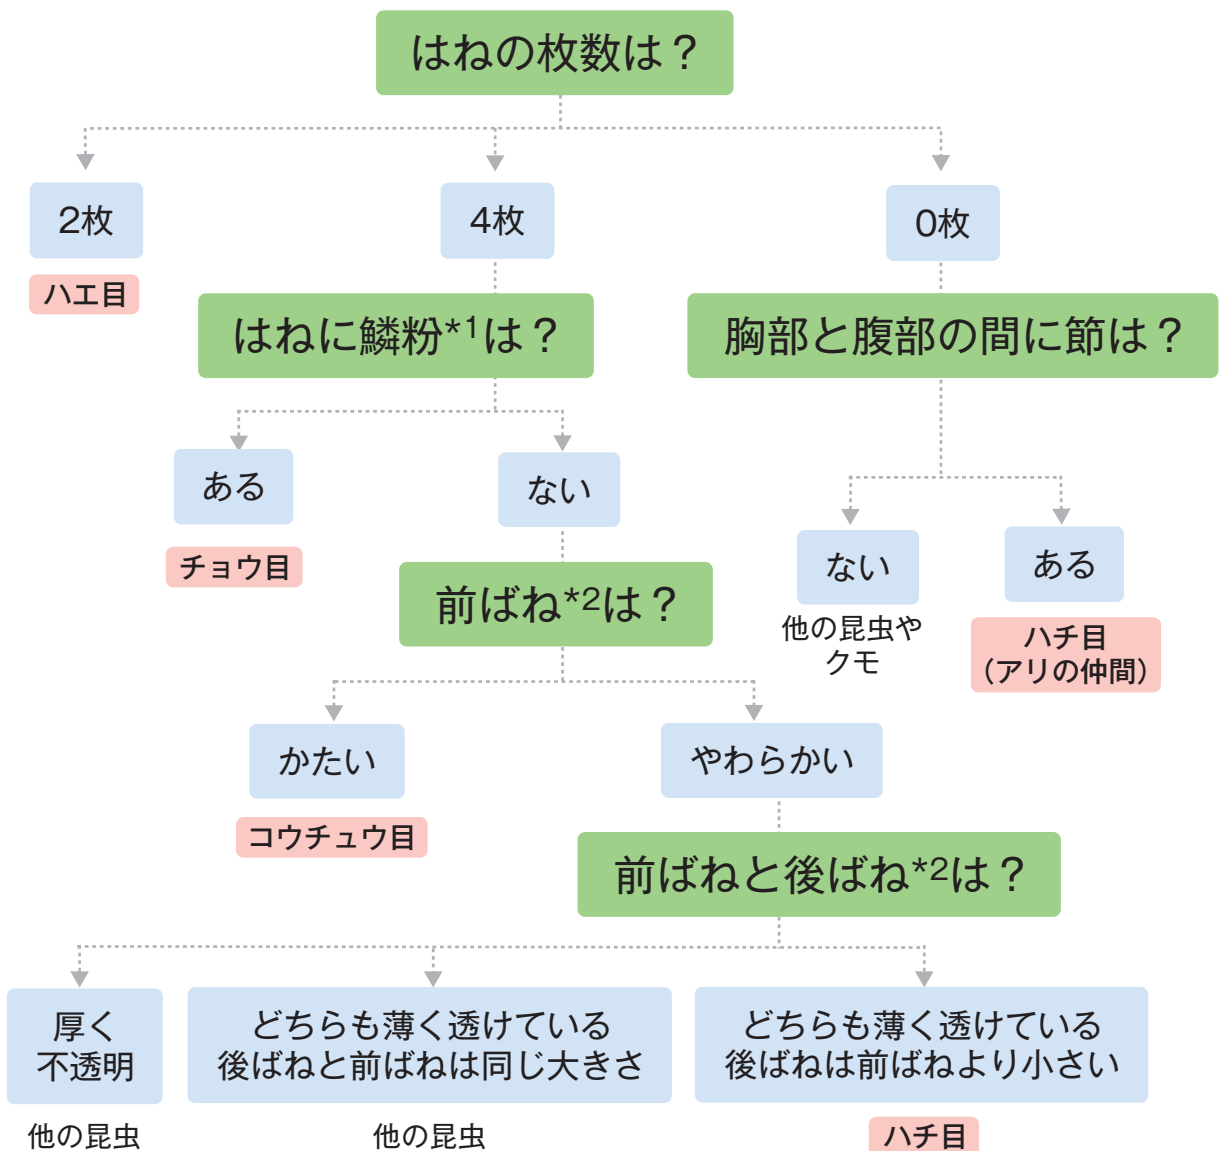 はねの枚数は？
2枚
4枚
0枚
ハエ目
はねに鱗粉*1は？
胸部と腹部の間に節は？
ある
ない
チョウ目
ない
ある
他の昆虫や
クモ
ハチ目
（アリの仲間）
前ばね*2は？
かたい
やわらかい
コウチュウ目
前ばねと後ばね*2は？
厚く
不透明
どちらも薄く透けている
後ばねと前ばねは同じ大きさ
どちらも薄く透けている
後ばねは前ばねより小さい
他の昆虫
他の昆虫
ハチ目